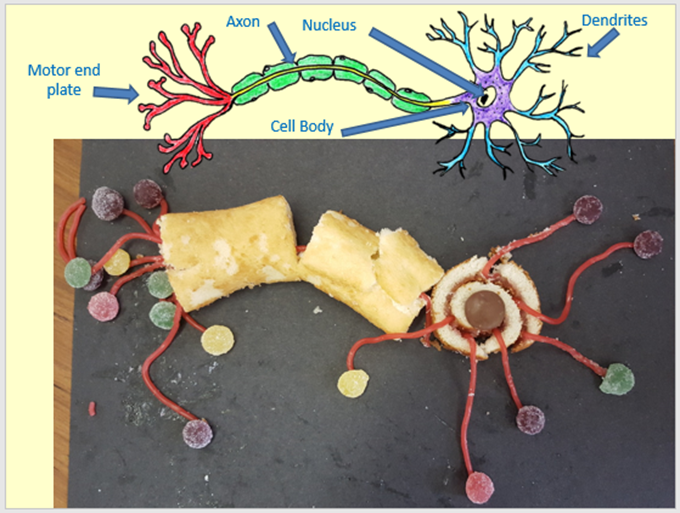 Axon
Nucleus
Dendrites
Motor end
plate
Cell Body